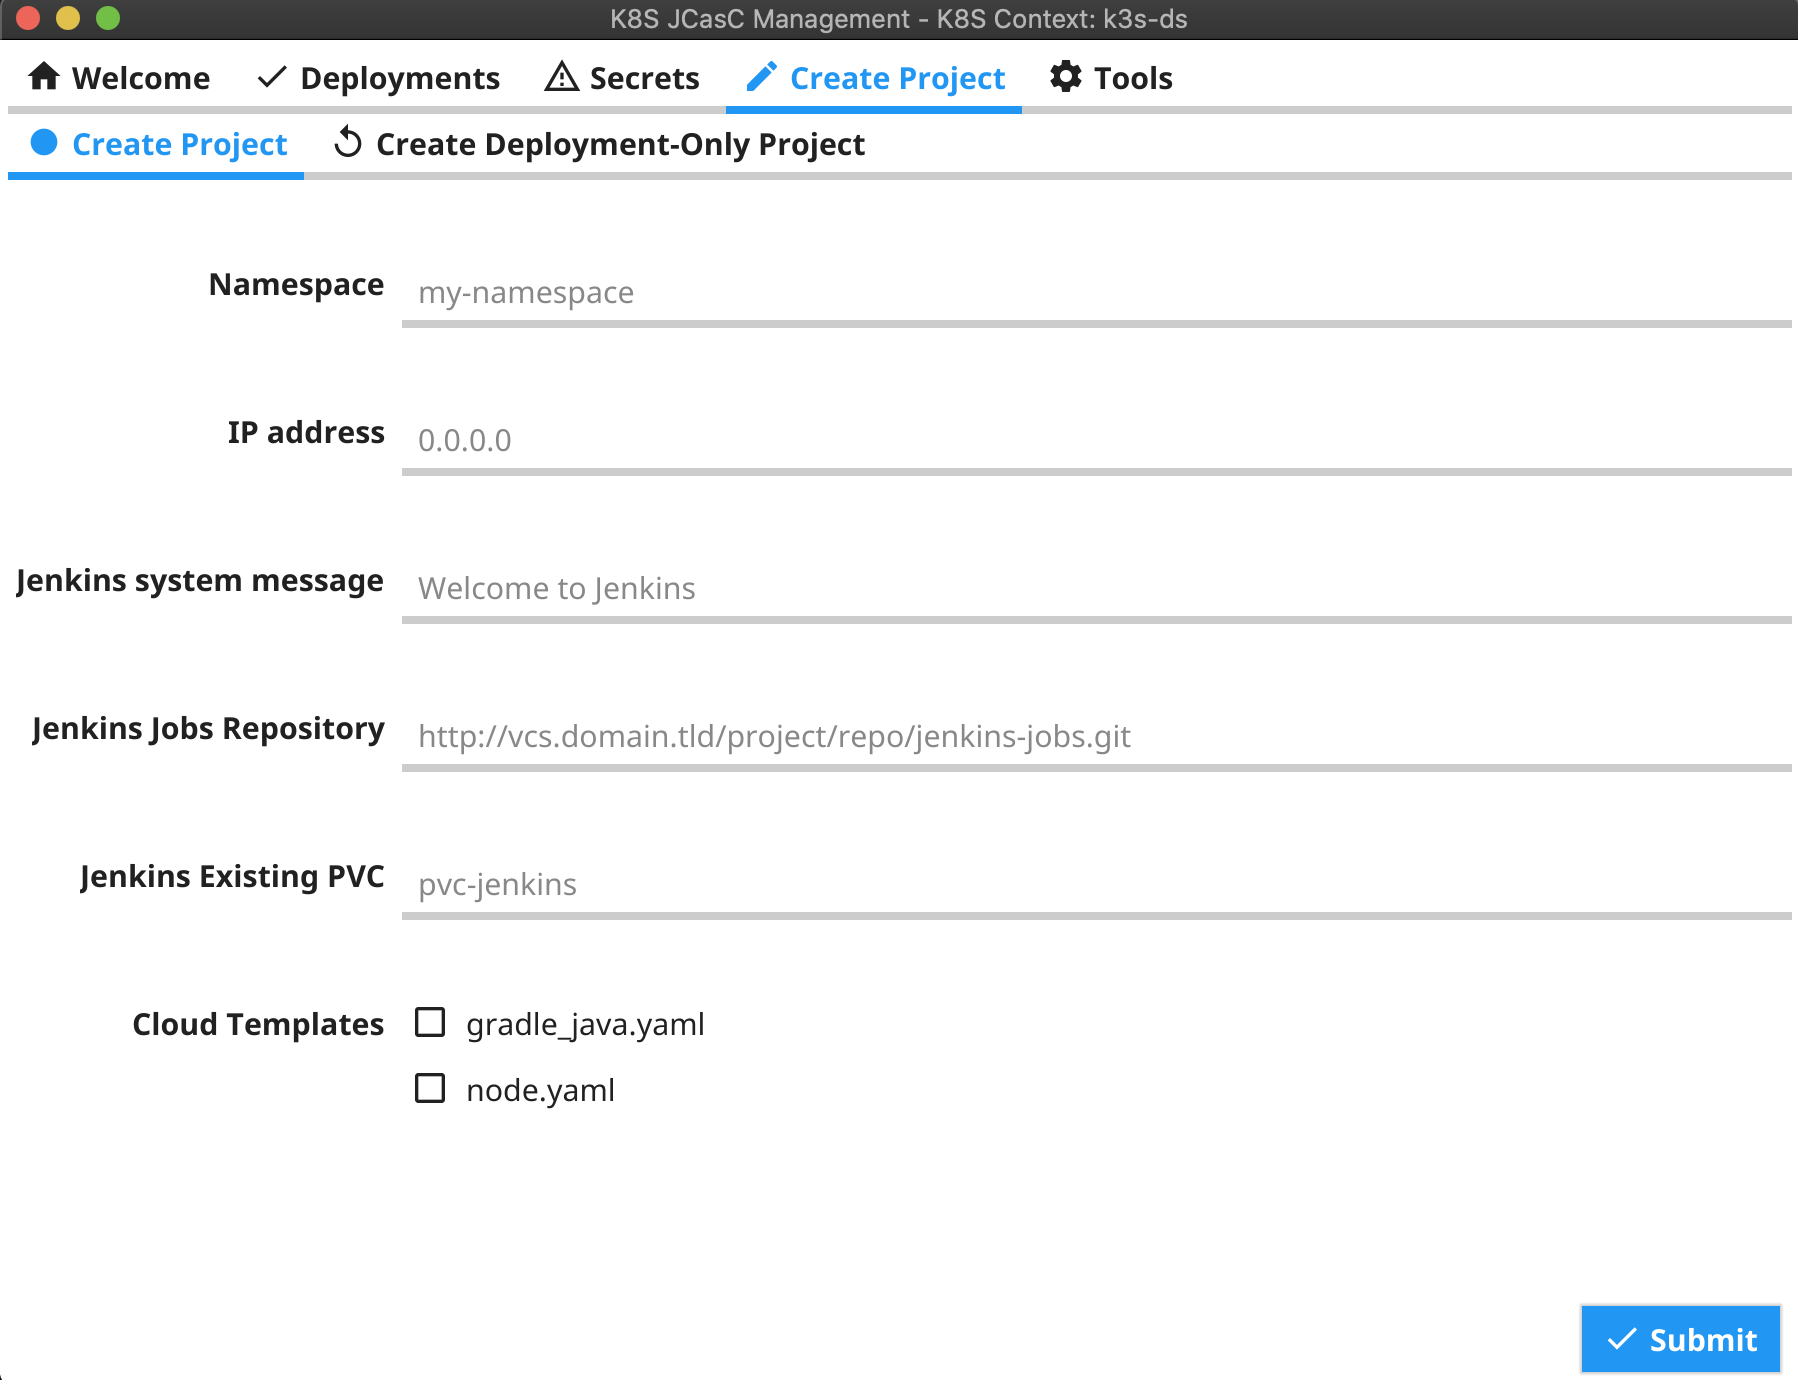 K8S JCasC Management - K8S Context: k3s-ds
Welcome Deployments Secrets Create Project Tools
Create Project Create Deployment-Only Project
Namespace my-namespace
IP address 0.0.0.0
Jenkins system message Welcome to Jenkins
Jenkins Jobs Repository http://vcs.domain.tld/project/repo/jenkins-jobs.git
Jenkins Existing PVC pvc-jenkins
Cloud Templates gradle_java.yaml
node.yaml
Submit